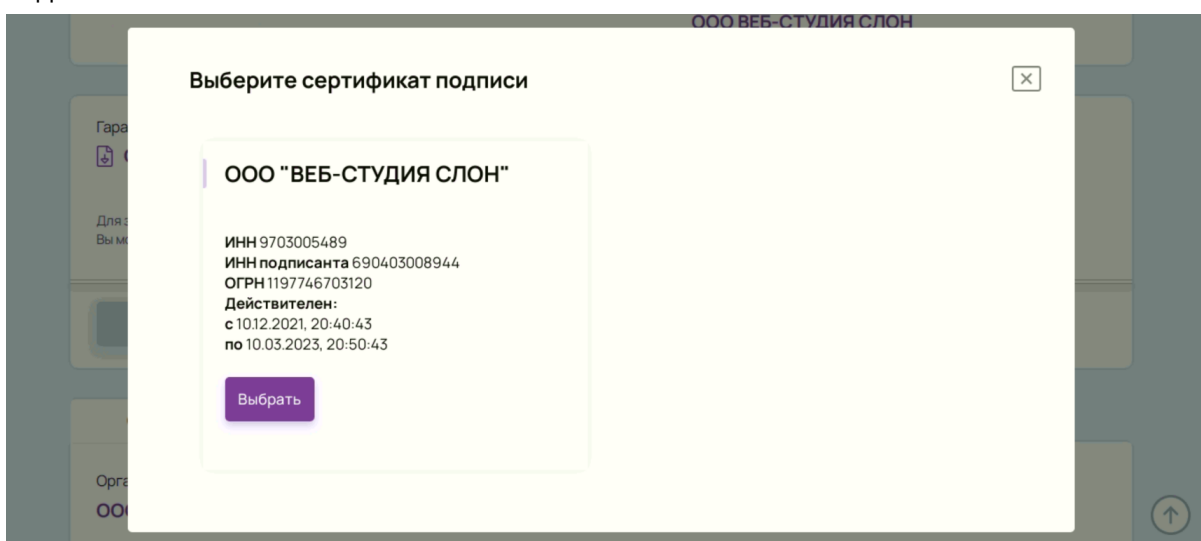 ООО ВЕБ-СТУДИЯ СЛОН
Выберите сертификат подписи
Гара
ООО "ВЕБ-СТУДИЯ СЛОН"
Для з
Вы мо
ИНН 9703005489
ИНН подписанта 690403008944
ОГРН 1197746703120
Действителен:
с 10.12.2021, 20:40:43
по 10.03.2023, 20:50:43
Выбрать
Орга
ООО